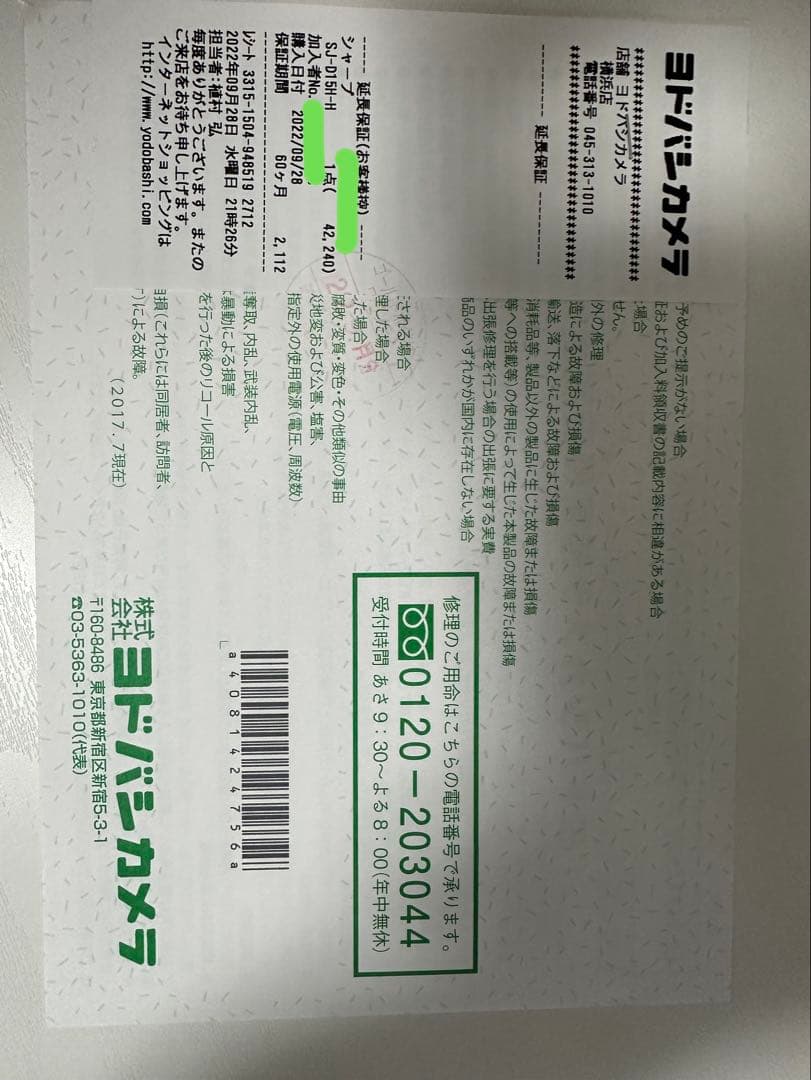 ヨドバシカメラ
****************************
店舗 ヨドバシカメラ
横浜店
電話番号 045-313-1010
****************************
----- 延長保証 -----
----- 延長保証(お客様控) -----
シャープ
SJ-D15H-H 1点( 42,240)
加入者No.
購入日付 2022/09/28
保証期間 60ヶ月 2,112
レシート 3315-1504-948519 2712
2022年09月28日 水曜日 21時26分
担当者:植村 弘
毎度ありがとうございます。またの
ご来店をお待ち申し上げます。
インターネットショッピングは
http://www.yodobashi.com
予めのご提示がない場合
および加入料領収書の記載内容に相違がある場合
場合
せん。
外の修理
造による故障および損傷
輸送、落下などによる故障および損傷
消耗品等、製品以外の製品に生じた故障または損傷
等への搭載等)の使用によって生じた本製品の故障または損傷
出張修理を行う場合の出張に要する実費
品のいずれかが国内に存在しない場合
される場合
理した場合
た場合
腐敗・変質・変色・その他類似の事由
災地変および公害、塩害、
指定外の使用電源(電圧、周波数)
奪取、内乱、武装内乱、
暴動による損害
を行った後のリコール原因と
損(これらには同居者、訪問者、
)による故障。
(2017.7現在)
修理のご用命はこちらの電話番号で承ります。
0120-203044
受付時間 あさ9:30~よる8:00(年中無休)
a4081424756a
株式会社 ヨドバシカメラ
〒160-8486 東京都新宿区新宿5-3-1
☎03-5363-1010(代表)